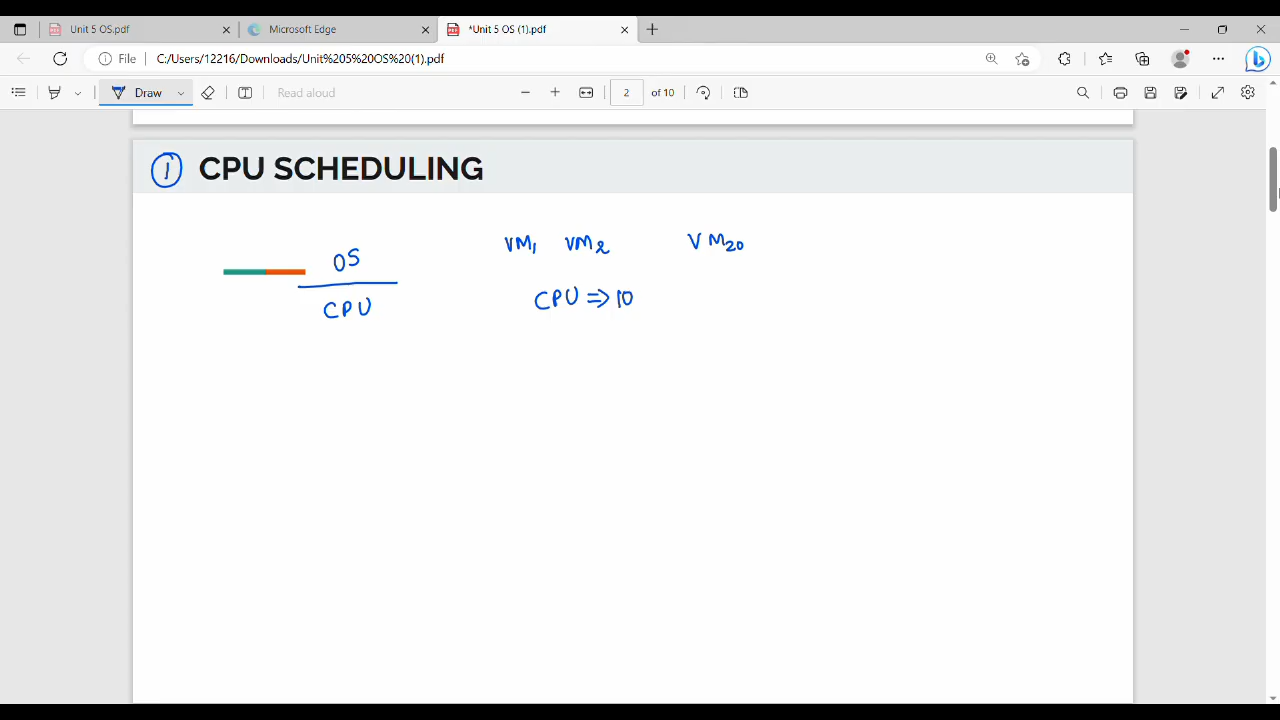 Unit 5 OS.pdf
Microsoft Edge
*Unit 5 OS (1).pdf
File
C:/Users/12216/Downloads/Unit%205%20OS%20(1).pdf
Draw
Read aloud
2 of 10
1 CPU SCHEDULING
VM1 VM2 VM20
OS
CPU
CPU ⇒ 10